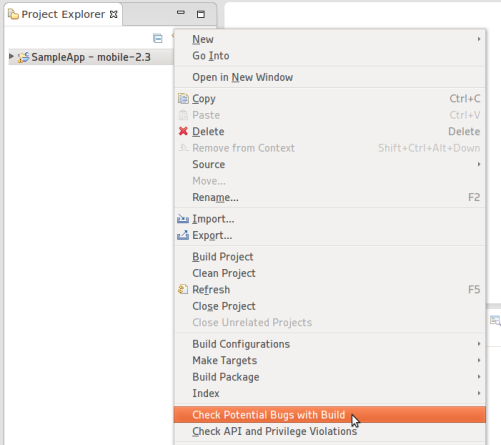 Project Explorer
SampleApp - mobile-2.3
New
Go Into
Open in New Window
Copy Ctrl+C
Paste Ctrl+V
Delete Delete
Remove from Context Shift+Ctrl+Alt+Down
Source
Move...
Rename... F2
Import...
Export...
Build Project
Clean Project
Refresh F5
Close Project
Close Unrelated Projects
Build Configurations
Make Targets
Build Package
Index
Check Potential Bugs with Build
Check API and Privilege Violations